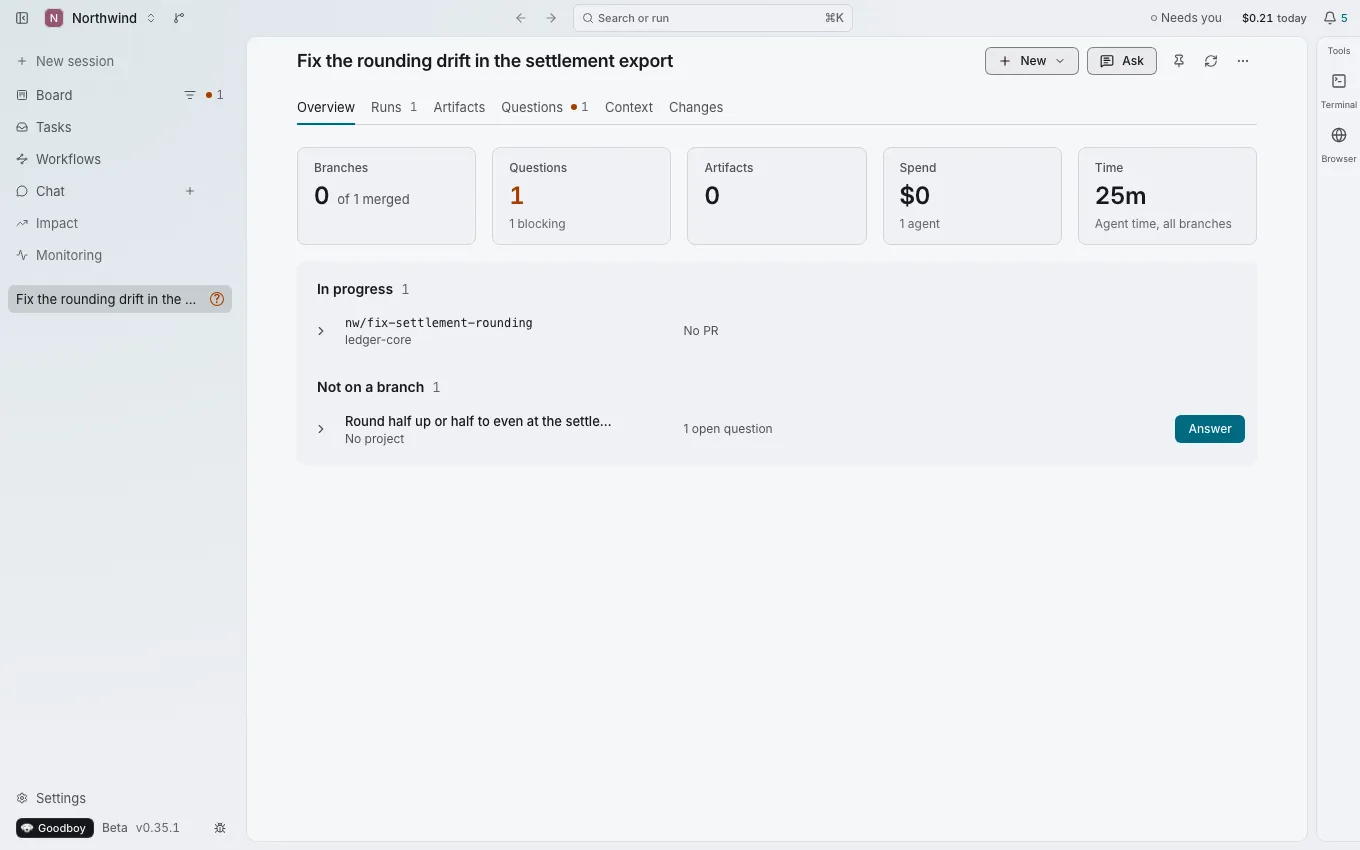 N Northwind
Search or run ⌘K
Needs you
$0.21 today
5
New session
Board 1
Tasks
Workflows
Chat
Impact
Monitoring
Fix the rounding drift in the ...
Settings
Goodboy Beta v0.35.1
Fix the rounding drift in the settlement export
New
Ask
Overview Runs 1 Artifacts Questions 1 Context Changes
Branches
0 of 1 merged
Questions
1
1 blocking
Artifacts
0
Spend
$0
1 agent
Time
25m
Agent time, all branches
In progress 1
nw/fix-settlement-rounding
ledger-core
No PR
Not on a branch 1
Round half up or half to even at the settle...
No project
1 open question
Answer
Tools
Terminal
Browser